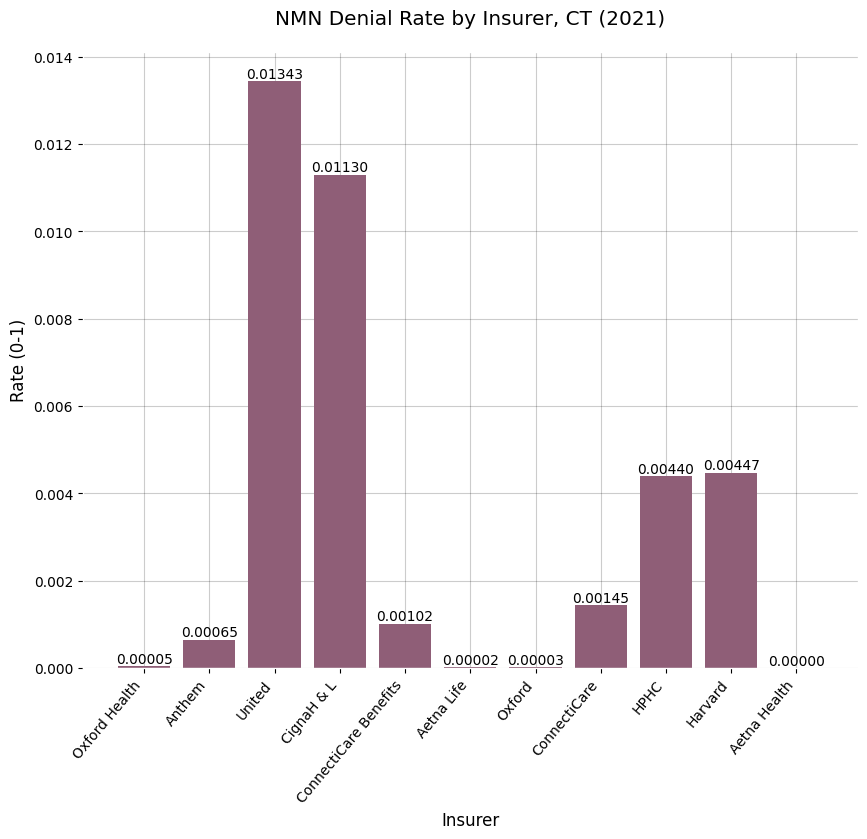 NMN Denial Rate by Insurer, CT (2021)
Rate (0-1)
0.014
0.012
0.010
0.008
0.006
0.004
0.002
0.000
0.00005
0.00065
0.01343
0.01130
0.00102
0.00002
0.00003
0.00145
0.00440
0.00447
0.00000
Oxford Health
Anthem
United
CignaH & L
ConnectiCare Benefits
Aetna Life
Oxford
ConnectiCare
HPHC
Harvard
Aetna Health
Insurer